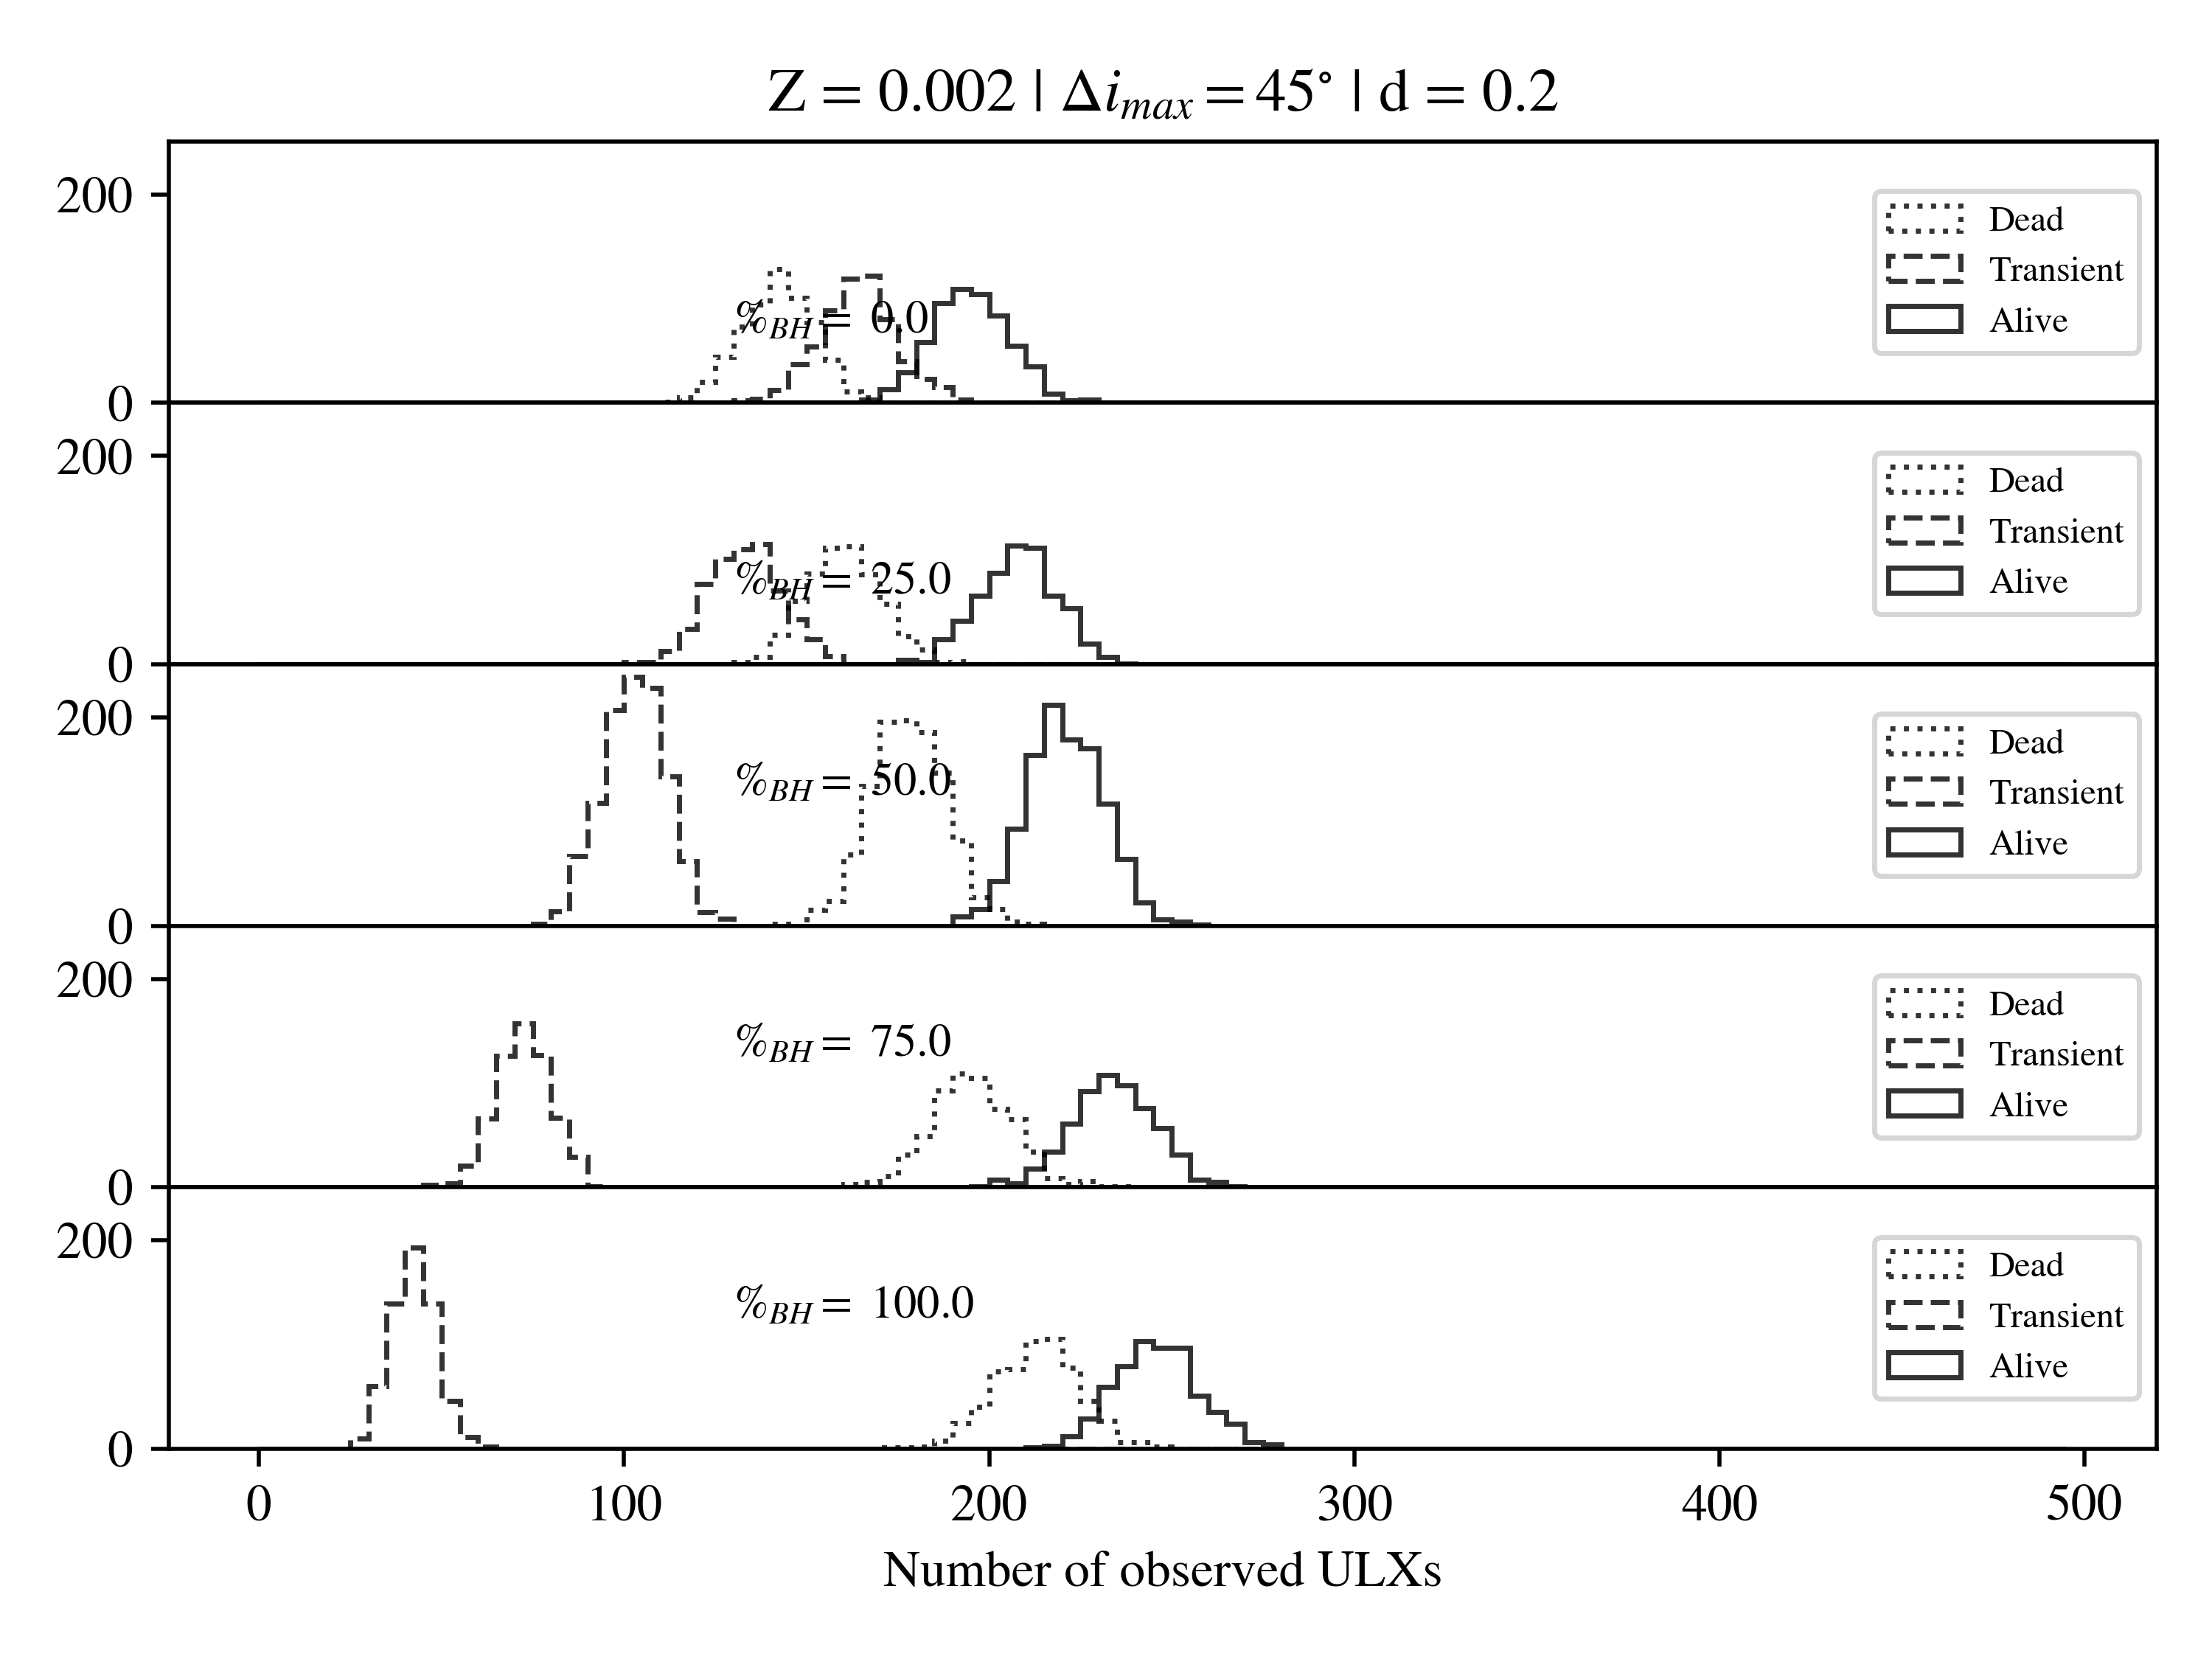 Z = 0.002 | Δi_max = 45° | d = 0.2
200
0
%_BH = 0.0
Dead
Transient
Alive
200
0
%_BH = 25.0
Dead
Transient
Alive
200
0
%_BH = 50.0
Dead
Transient
Alive
200
0
%_BH = 75.0
Dead
Transient
Alive
200
0
%_BH = 100.0
Dead
Transient
Alive
0 100 200 300 400 500
Number of observed ULXs